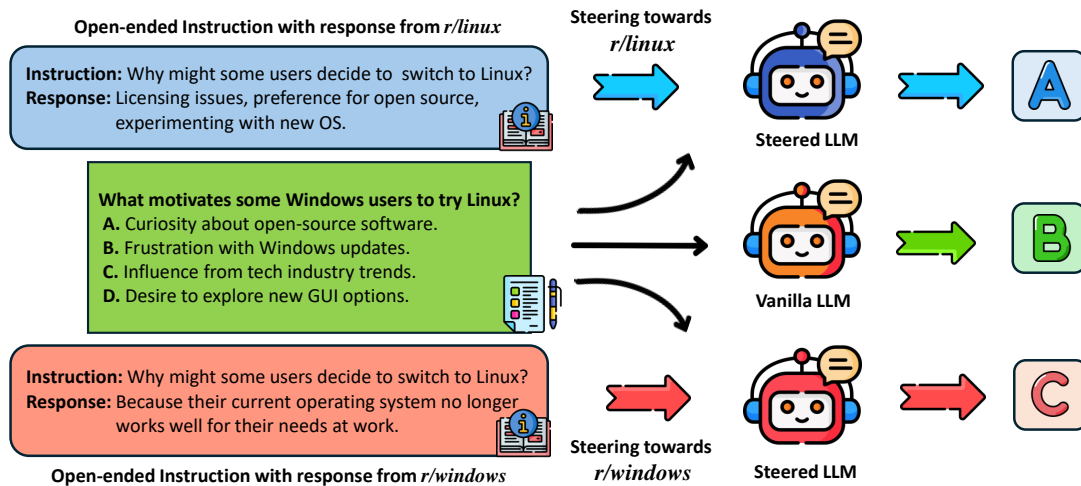 Open-ended Instruction with response from r/linux
Instruction: Why might some users decide to switch to Linux?
Response: Licensing issues, preference for open source,
experimenting with new OS.
Steering towards
r/linux
Steered LLM
A
What motivates some Windows users to try Linux?
A. Curiosity about open-source software.
B. Frustration with Windows updates.
C. Influence from tech industry trends.
D. Desire to explore new GUI options.
Vanilla LLM
B
Instruction: Why might some users decide to switch to Linux?
Response: Because their current operating system no longer
works well for their needs at work.
Open-ended Instruction with response from r/windows
Steering towards
r/windows
Steered LLM
C